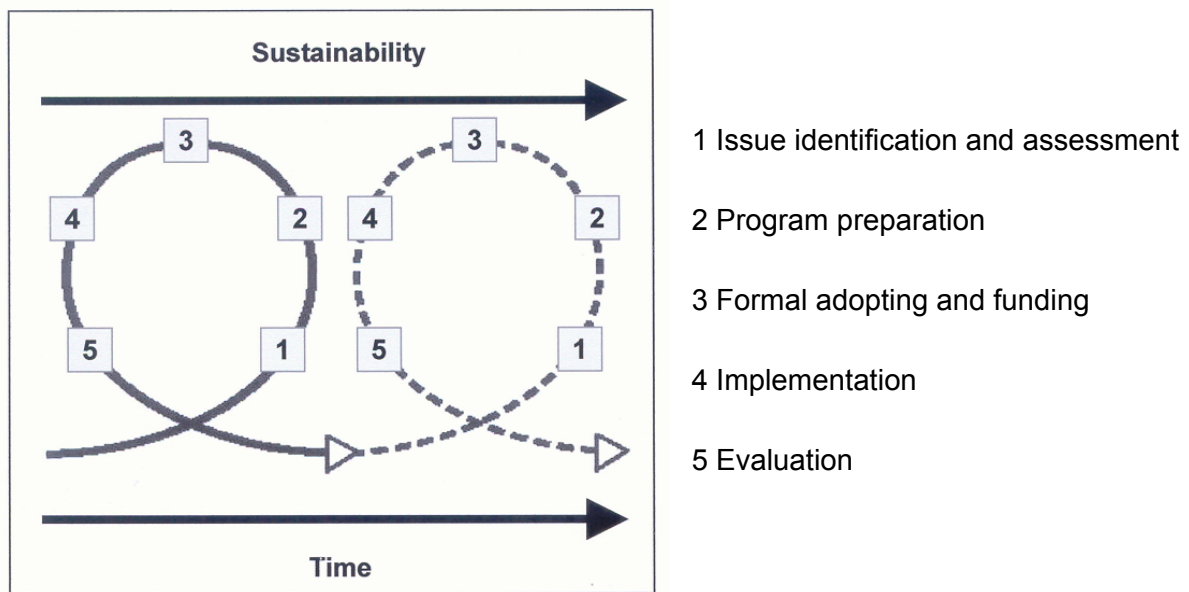 Sustainability
3
3
4
2
4
2
5
1
5
1
Time
1 Issue identification and assessment
2 Program preparation
3 Formal adopting and funding
4 Implementation
5 Evaluation